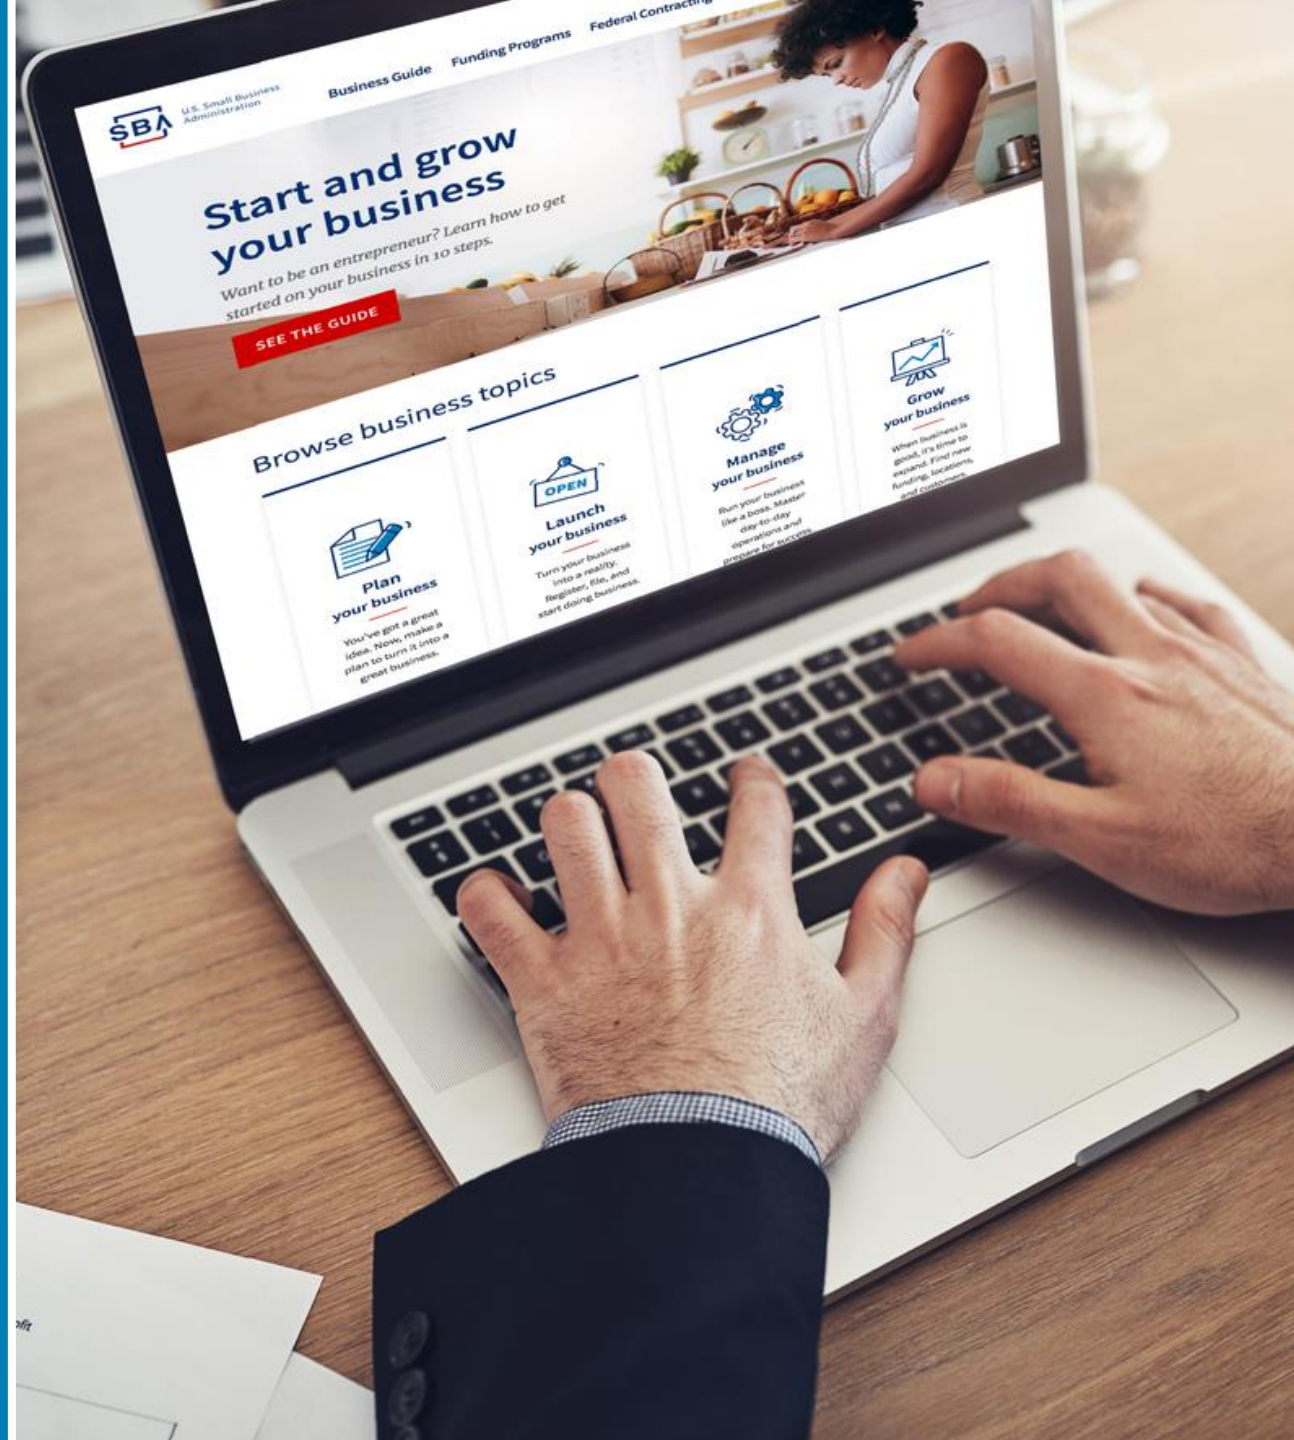 SBA
U.S. Small Business
Administration
Business Guide
Funding Programs
Federal Contracting
Start and grow
your business
Want to be an entrepreneur? Learn how to get
started on your business in 10 steps.
SEE THE GUIDE
Browse business topics
Plan
your business
You've got a great
idea. Now, make a
plan to turn it into a
great business.
OPEN
Launch
your business
Turn your business
into a reality.
Register, file, and
start doing business.
Manage
your business
Run your business
like a boss. Master
day-to-day
operations and
prepare for success.
Grow
your business
When business is
good, it's time to
expand. Find new
funding, locations,
and customers.